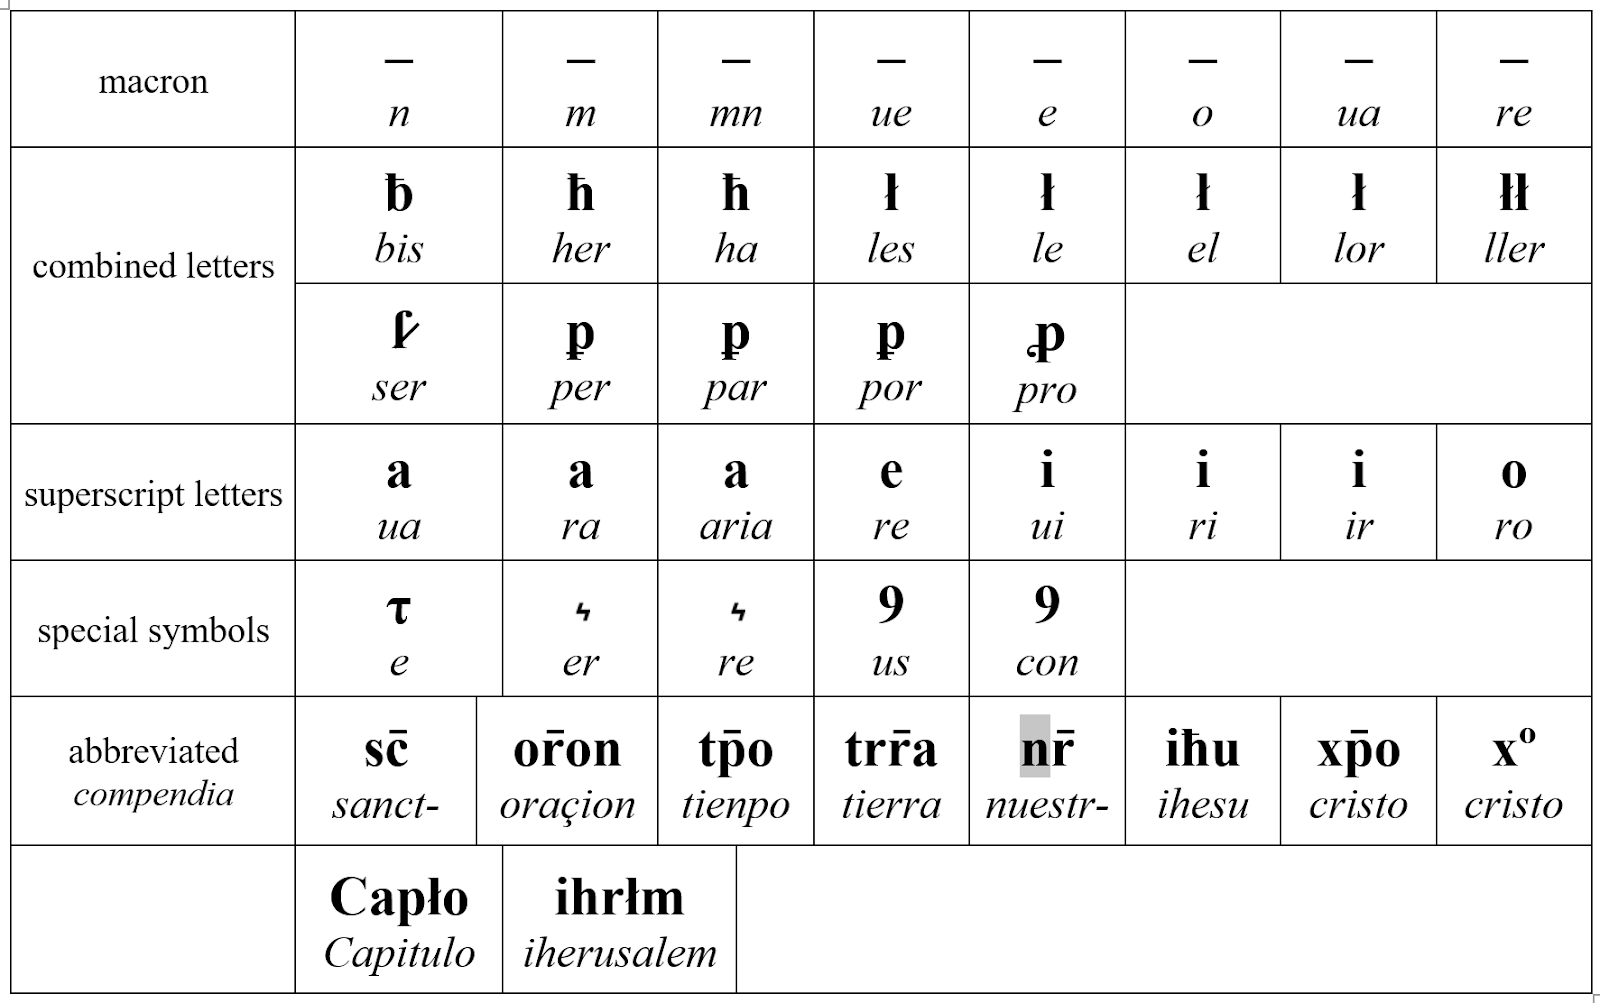 macron – – – – – – – –
n m mn ue e o ua re
combined letters ƀ ħ ħ ł ł ł ł łł
bis her ha les le el lor ller
ꝩ ꝑ ꝑ ꝑ ꝓ
ser per par por pro
superscript letters a a a e i i i o
ua ra aria re ui ri ir ro
special symbols τ ϟ ϟ 9 9
e er re us con
abbreviated sc̄ or̄on tp̄o trr̄a nr̄ iħu xp̄o xº
compendia sanct- oraçion tienpo tierra nuestr- ihesu cristo cristo
Capło ihrłm
Capitulo iherusalem